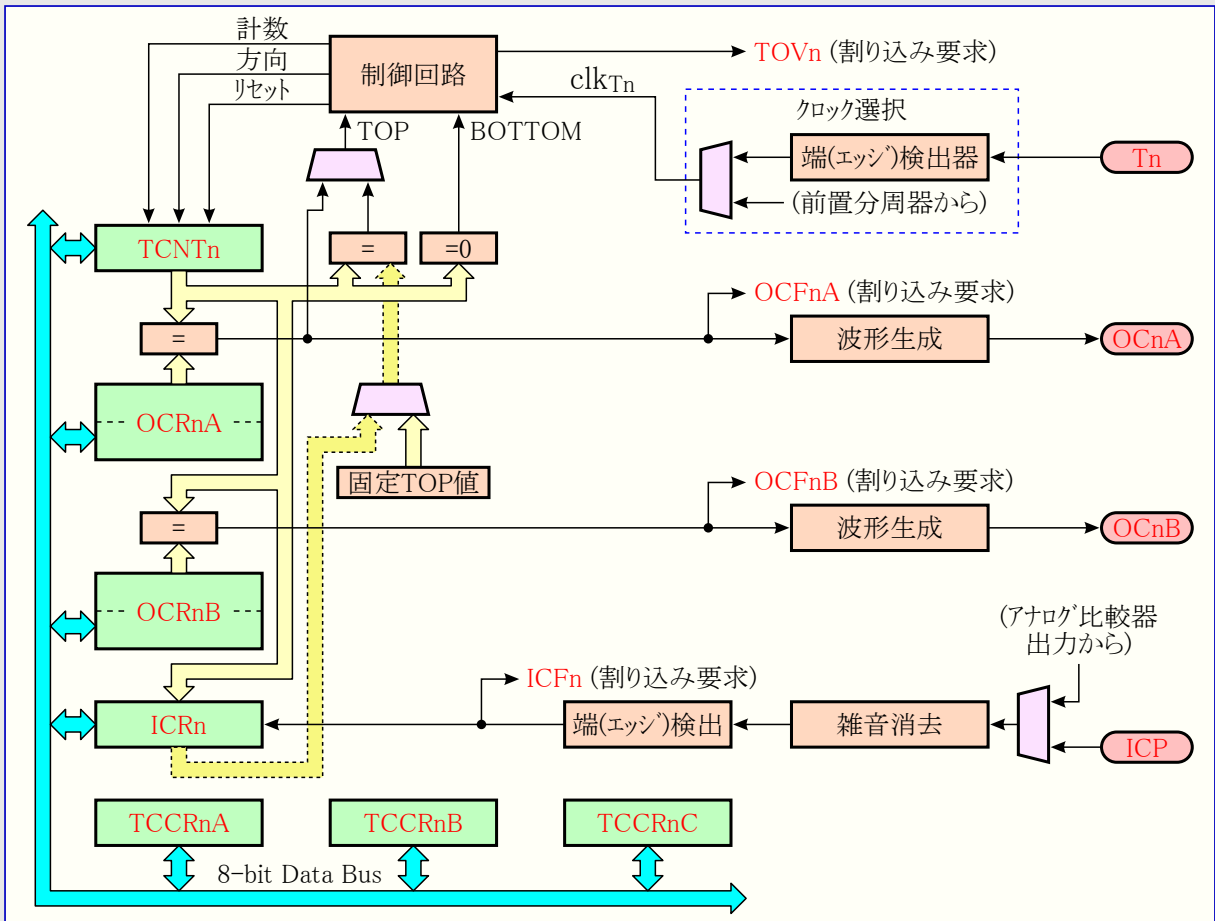 計数
方向
リセット
制御回路
TOVn (割り込み要求)
clkTn
TOP
BOTTOM
クロック選択
端(エッジ)検出器
(前置分周器から)
Tn
TCNTn
=
=0
OCFnA (割り込み要求)
=
波形生成
OCnA
OCRnA
固定TOP値
OCFnB (割り込み要求)
=
波形生成
OCnB
OCRnB
(アナログ比較器
出力から)
ICFn (割り込み要求)
ICRn
端(エッジ)検出
雑音消去
ICP
TCCRnA
TCCRnB
TCCRnC
8-bit Data Bus